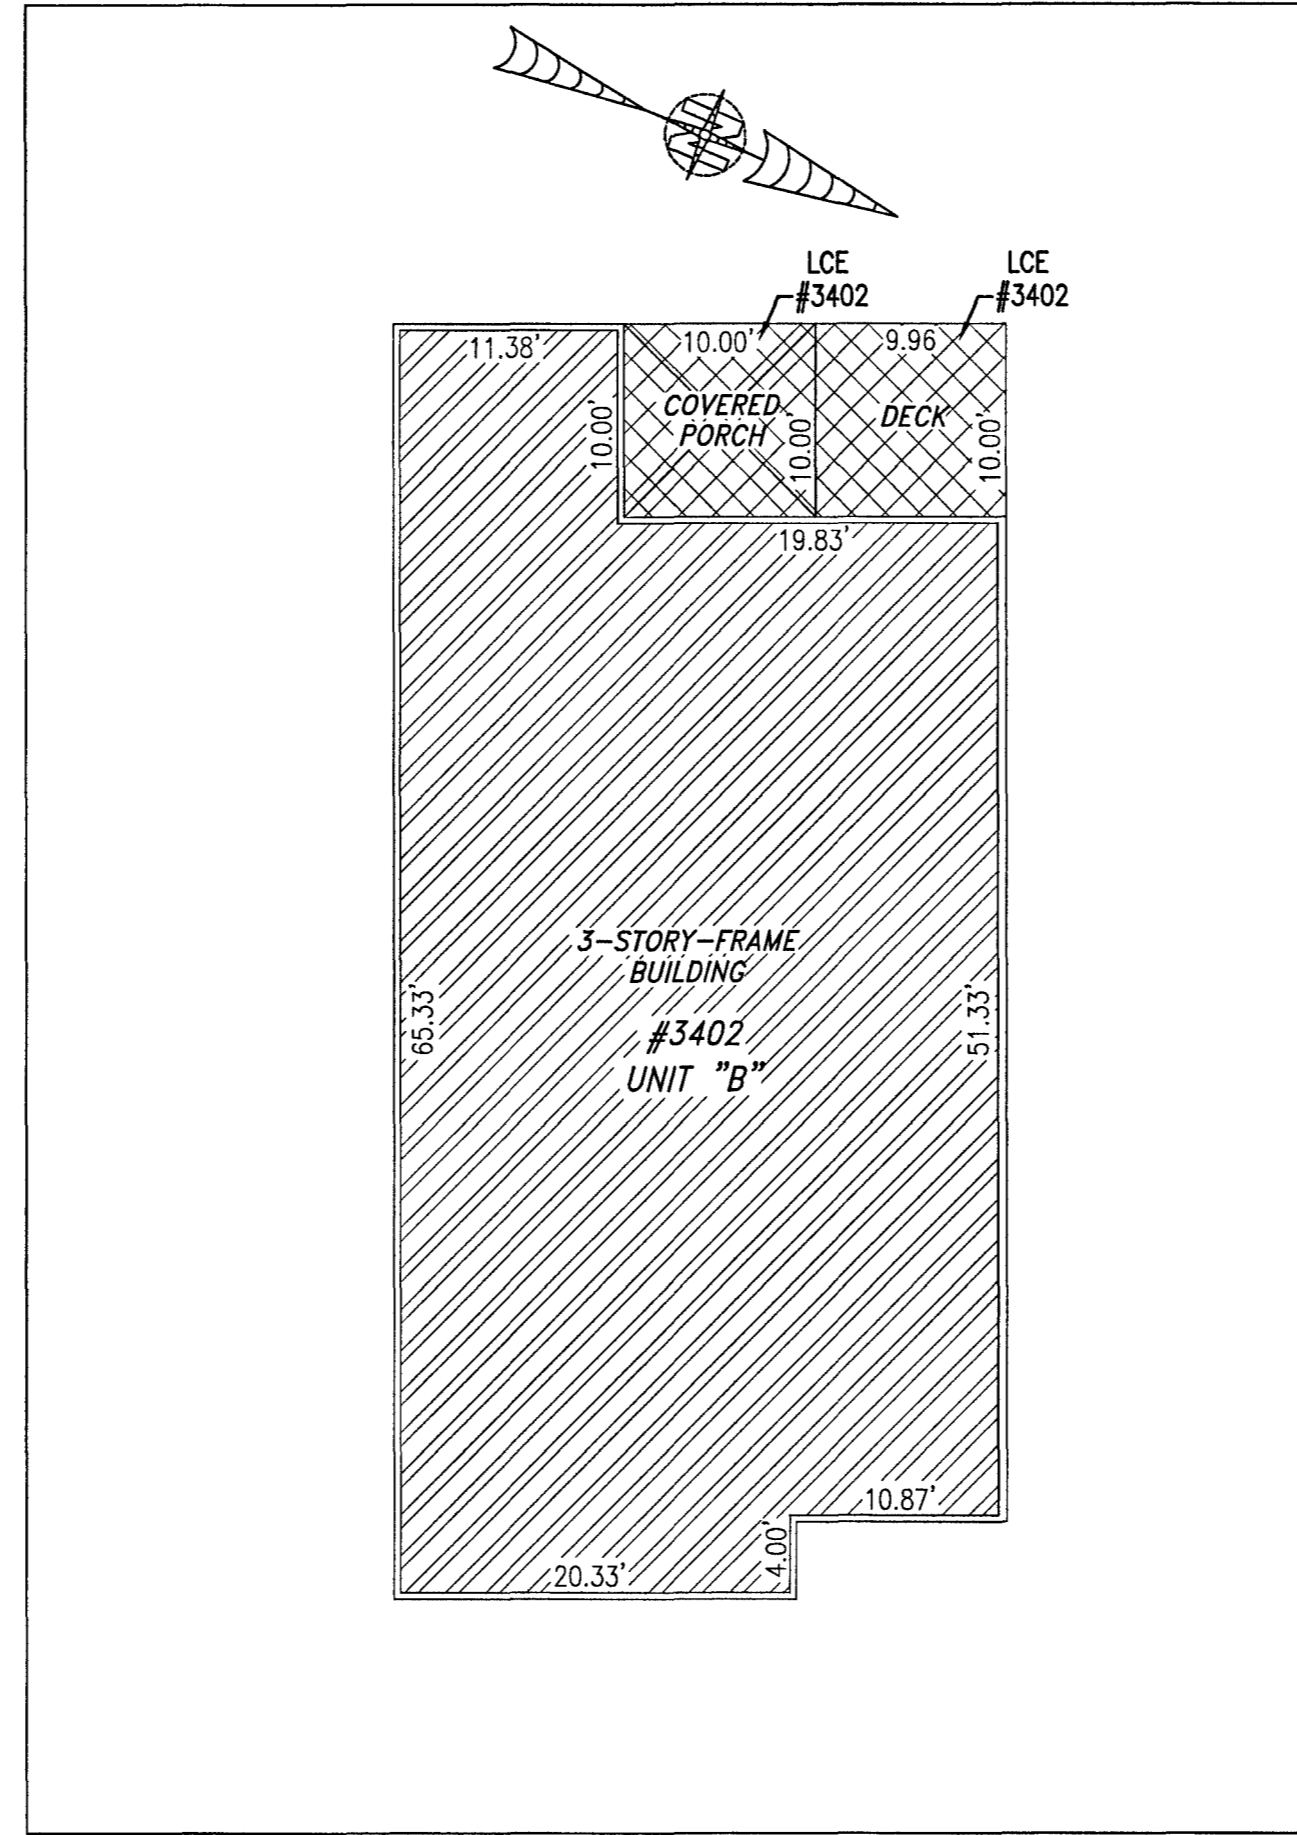 N
LCE
#3402
LCE
#3402
11.38'
10.00'
9.96
10.00'
COVERED
PORCH
10.00'
DECK
10.00'
19.83'
3-STORY-FRAME
BUILDING
#3402
UNIT "B"
65.33'
51.33'
10.87'
4.00'
20.33'